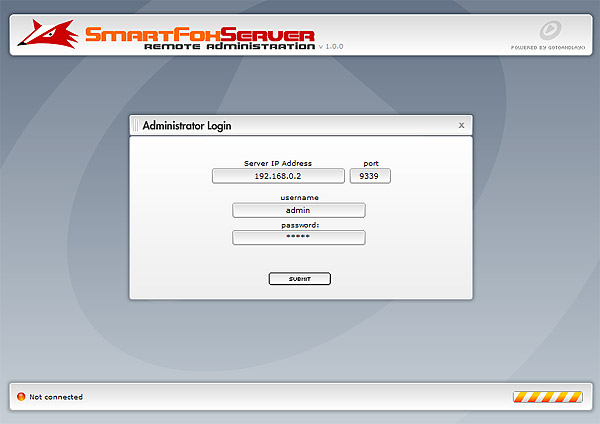 SmartFoxServer
REMOTE ADMINISTRATION v 1.0.0
POWERED BY GOTOANDPLAY()
Administrator Login x
Server IP Address port
192.168.0.2 9339
username
admin
password:
*****
SUBMIT
Not connected